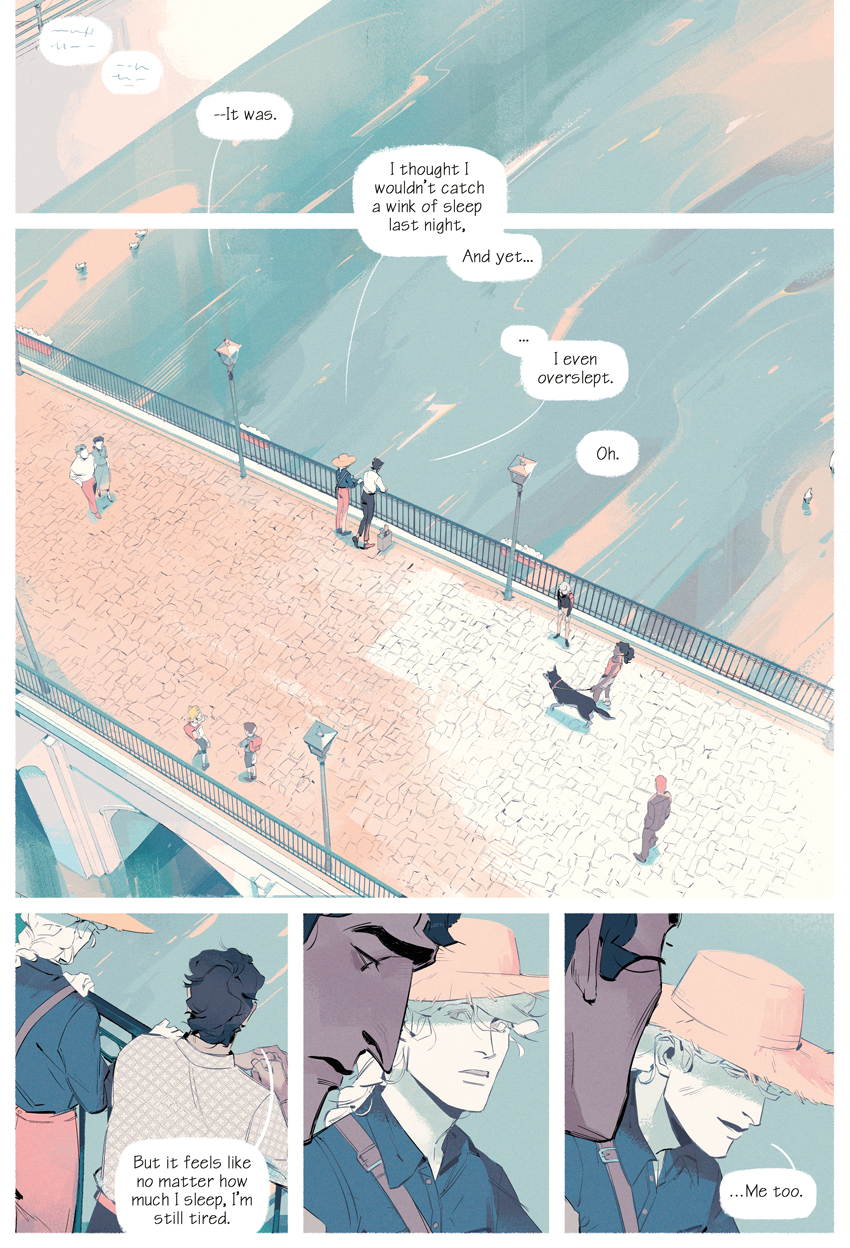 --It was.
I thought I
wouldn't catch
a wink of sleep
last night,
And yet...
...
I even
overslept.
Oh.
But it feels like
no matter how
much I sleep, I'm
still tired.
...Me too.